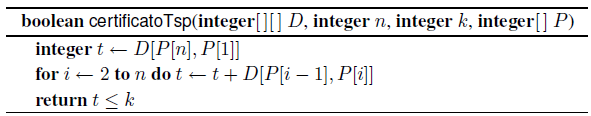 boolean certificatoTsp(integer[][] D, integer n, integer k, integer[] P)
integer t ← D[P[n], P[1]]
for i ← 2 to n do t ← t + D[P[i − 1], P[i]]
return t ≤ k